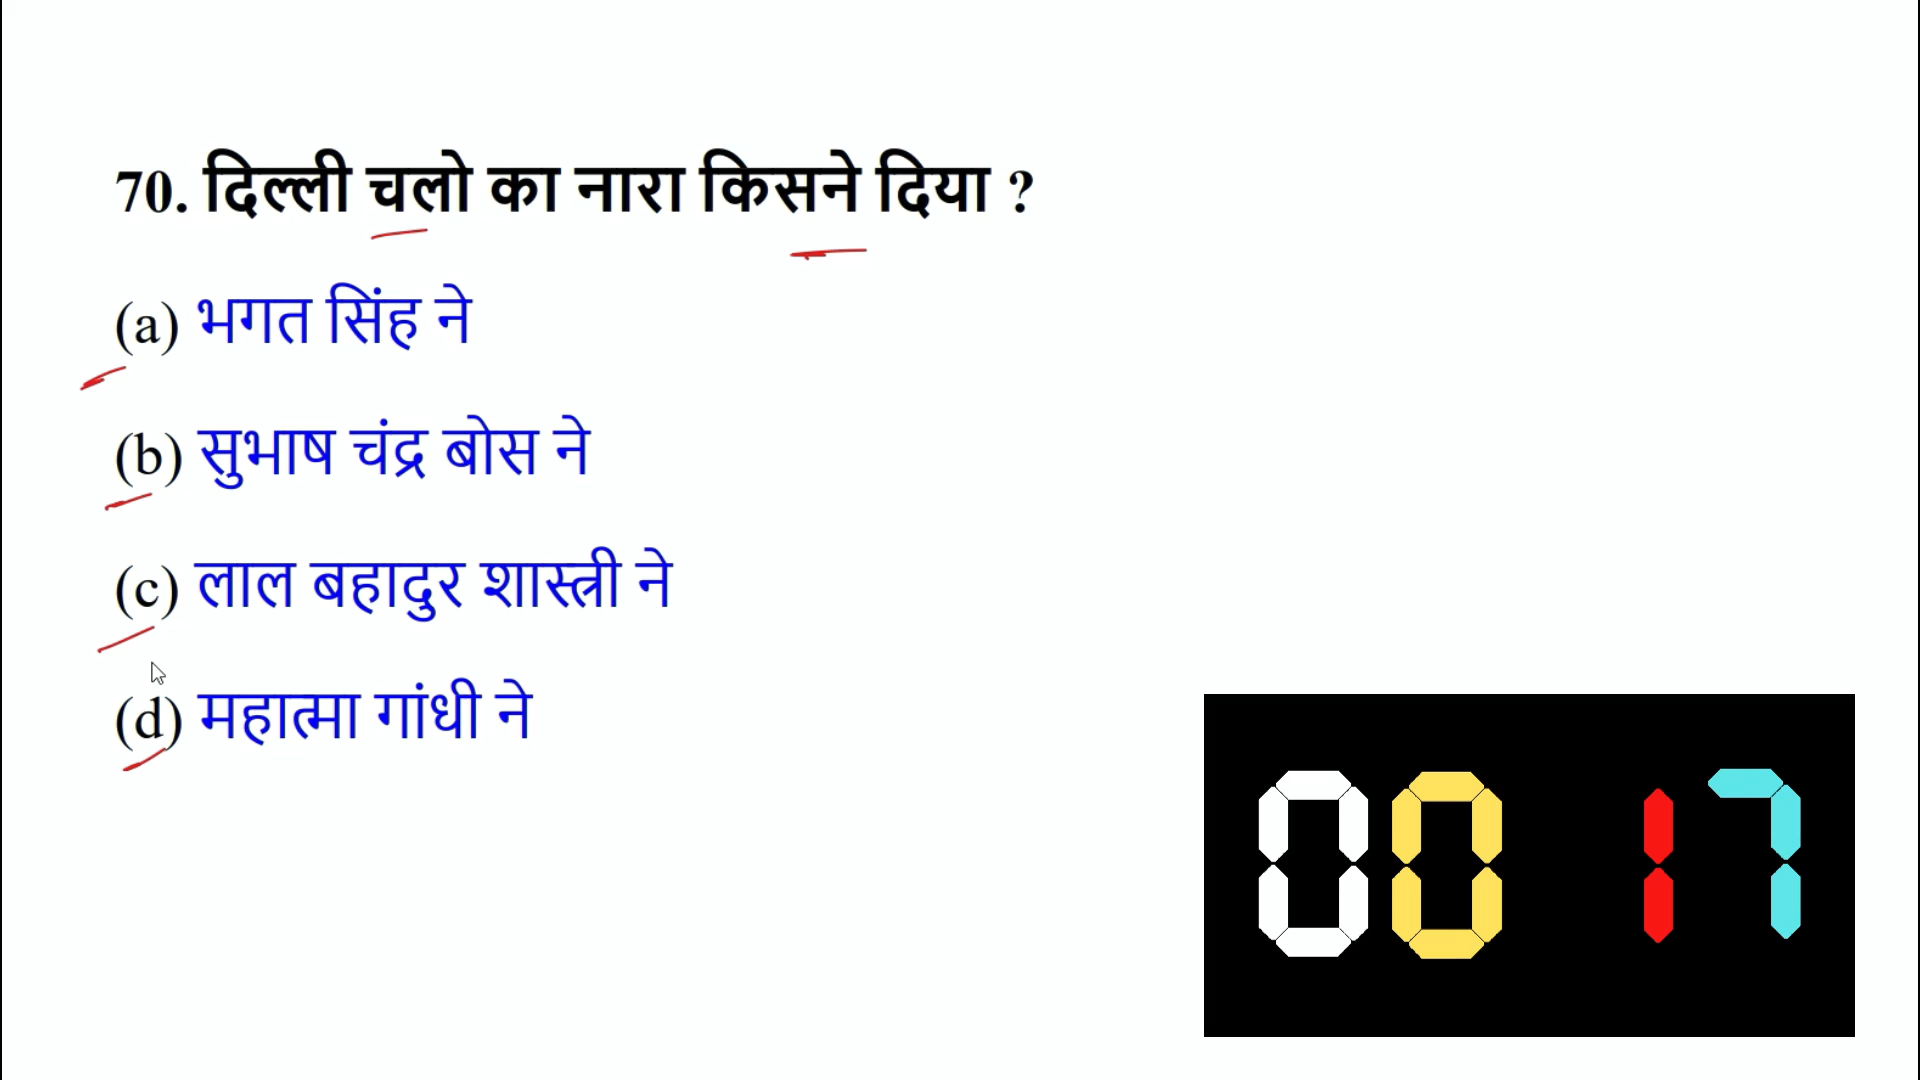 70. दिल्ली चलो का नारा किसने दिया ?
(a) भगत सिंह ने
(b) सुभाष चंद्र बोस ने
(c) लाल बहादुर शास्त्री ने
(d) महात्मा गांधी ने
00 17